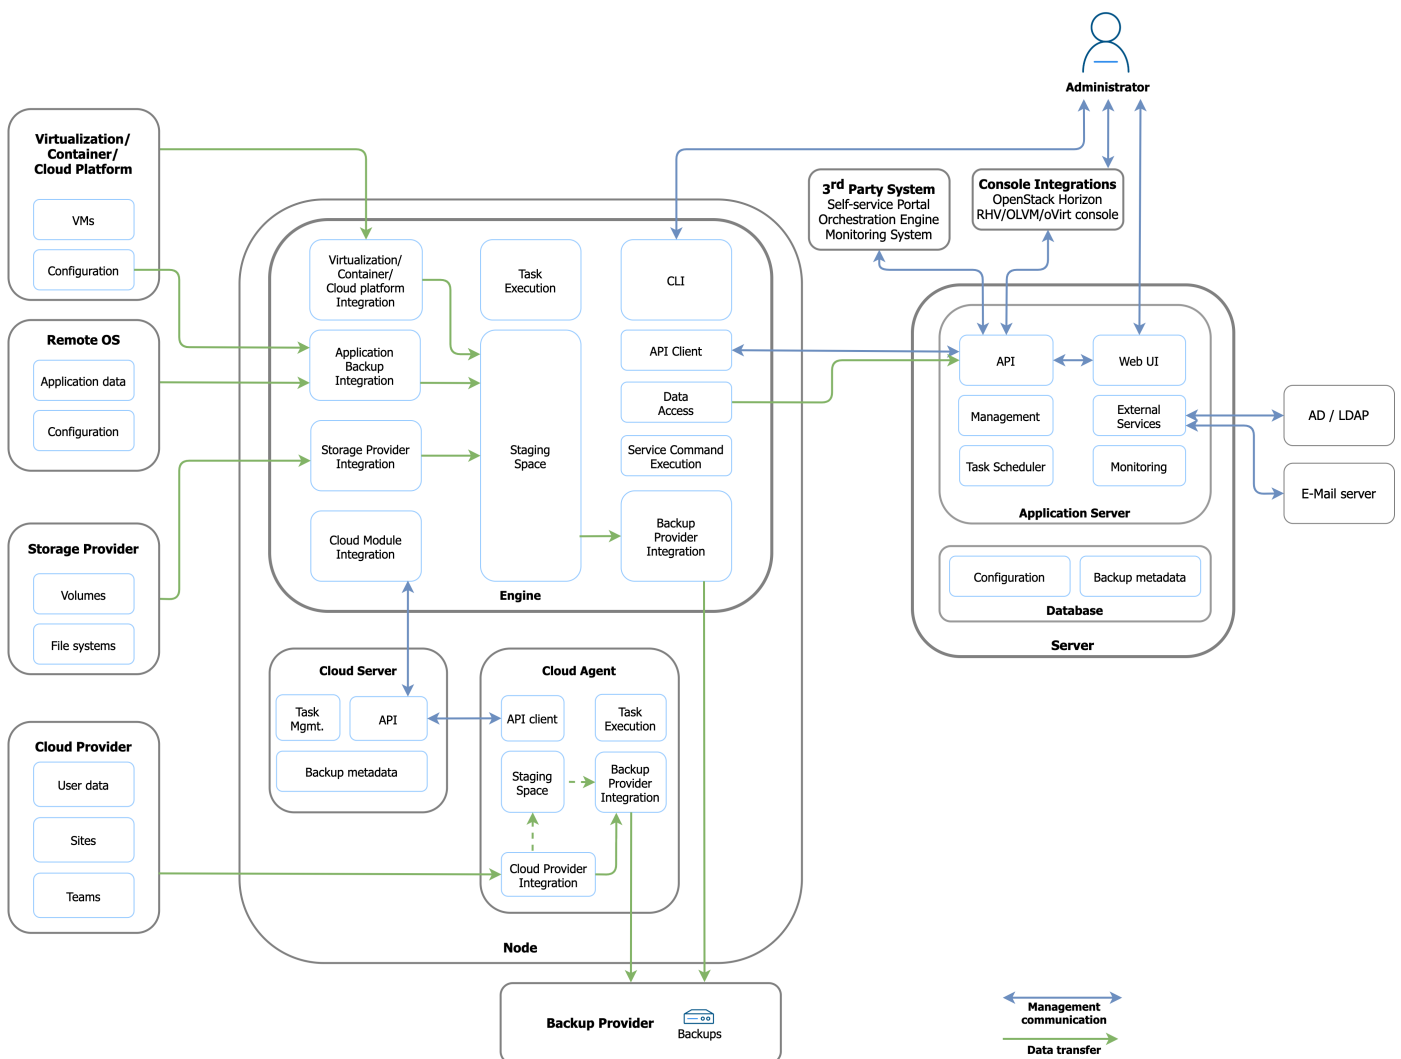 Administrator
Virtualization/
Container/
Cloud Platform
VMs
Configuration
Remote OS
Application data
Configuration
Storage Provider
Volumes
File systems
Cloud Provider
User data
Sites
Teams
Virtualization/
Container/
Cloud platform
Integration
Task
Execution
CLI
Application
Backup
Integration
API Client
Data
Access
Storage Provider
Integration
Staging
Space
Service Command
Execution
Cloud Module
Integration
Backup
Provider
Integration
Engine
Cloud Server
Task
Mgmt.
API
Backup metadata
Cloud Agent
API client
Task
Execution
Staging
Space
Backup
Provider
Integration
Cloud Provider
Integration
Node
Backup Provider
Backups
3rd Party System
Self-service Portal
Orchestration Engine
Monitoring System
Console Integrations
OpenStack Horizon
RHV/OLVM/oVirt console
API
Web UI
Management
External
Services
Task Scheduler
Monitoring
Application Server
Configuration
Backup metadata
Database
Server
AD / LDAP
E-Mail server
Management
communication
Data transfer